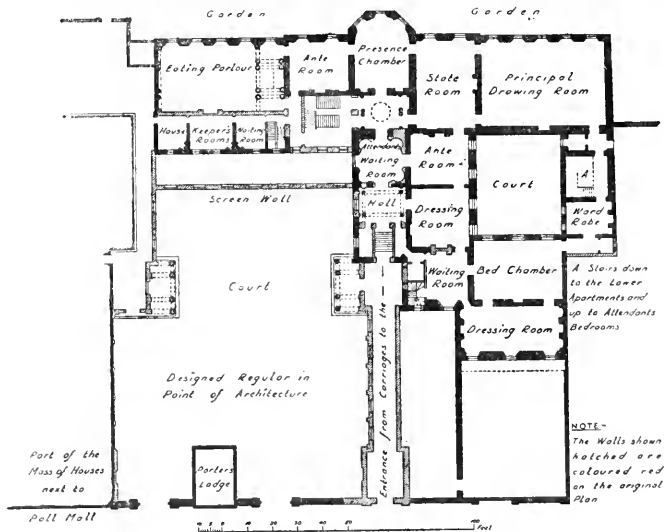 Garden
Garden
Eating Parlour
Ante
Room
Presence
Chamber
State
Room
Principal
Drawing Room
House
Keeper's
Rooms
Waiting
Room
Attendants
Waiting
Room
Ante
Room
Court
A
Screen Wall
Hall
Dressing
Room
Ward
Robe
Court
Waiting
Room
Bed Chamber
A Stairs down
to the Lower
Apartments and
up to Attendants
Bedrooms
Dressing Room
Designed Regular in
Point of Architecture
Entrance from Carriages to the
Part of the
Mass of Houses
next to
Pall Mall
Porters
Lodge
NOTE-
The Walls shown
hatched are
coloured red
on the original
Plan
Feet